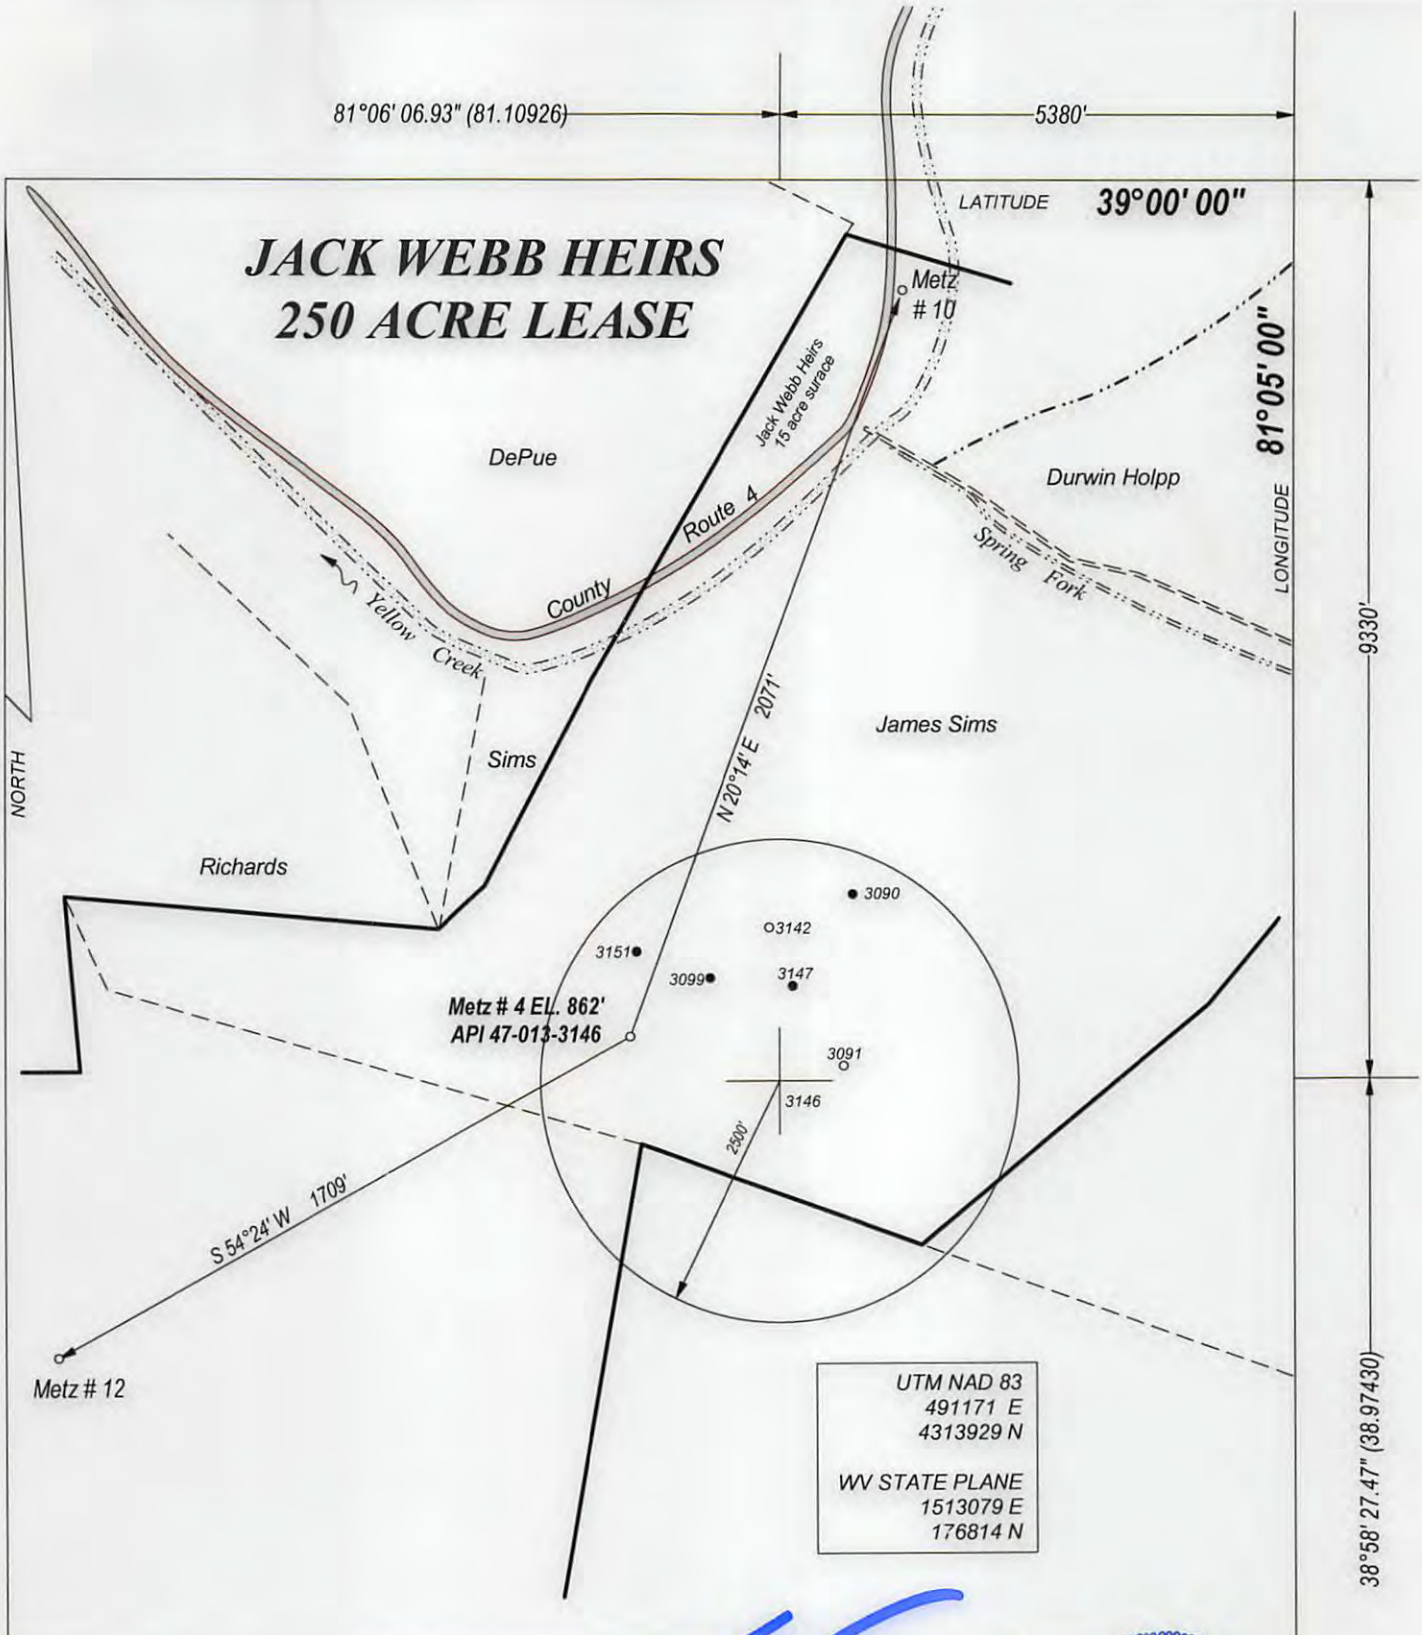 81°06' 06.93" (81.10926)
5380'
LATITUDE 39°00' 00"
JACK WEBB HEIRS
250 ACRE LEASE
Metz
# 10
LONGITUDE 81°05' 00"
Jack Webb Heirs
15 acre surace
DePue
Durwin Holpp
County Route 4
Spring Fork
Yellow Creek
9330'
N 20°14' E 2071'
James Sims
Sims
NORTH
Richards
3090
3142
3151
3099
3147
Metz # 4 EL. 862'
API 47-013-3146
3091
3146
2500'
S 54°24' W 1709'
Metz # 12
UTM NAD 83
491171 E
4313929 N
WV STATE PLANE
1513079 E
176814 N
38°58' 27.47" (38.97430)